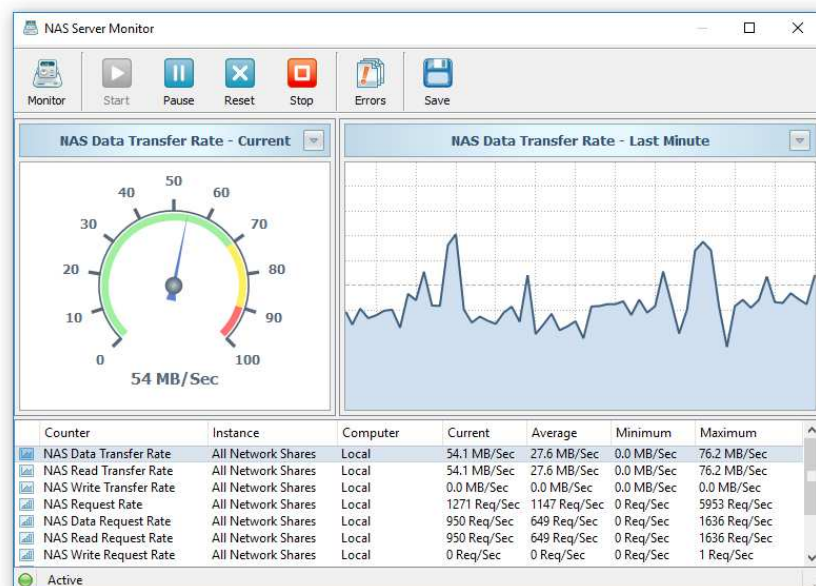 NAS Server Monitor
Monitor Start Pause Reset Stop Errors Save
NAS Data Transfer Rate - Current
NAS Data Transfer Rate - Last Minute
0
10
20
30
40
50
60
70
80
90
100
54 MB/Sec
Counter Instance Computer Current Average Minimum Maximum
NAS Data Transfer Rate All Network Shares Local 54.1 MB/Sec 27.6 MB/Sec 0.0 MB/Sec 76.2 MB/Sec
NAS Read Transfer Rate All Network Shares Local 54.1 MB/Sec 27.6 MB/Sec 0.0 MB/Sec 76.2 MB/Sec
NAS Write Transfer Rate All Network Shares Local 0.0 MB/Sec 0.0 MB/Sec 0.0 MB/Sec 0.0 MB/Sec
NAS Request Rate All Network Shares Local 1271 Req/Sec 1147 Req/Sec 0 Req/Sec 5953 Req/Sec
NAS Data Request Rate All Network Shares Local 950 Req/Sec 649 Req/Sec 0 Req/Sec 1636 Req/Sec
NAS Read Request Rate All Network Shares Local 950 Req/Sec 649 Req/Sec 0 Req/Sec 1636 Req/Sec
NAS Write Request Rate All Network Shares Local 0 Req/Sec 0 Req/Sec 0 Req/Sec 1 Req/Sec
Active